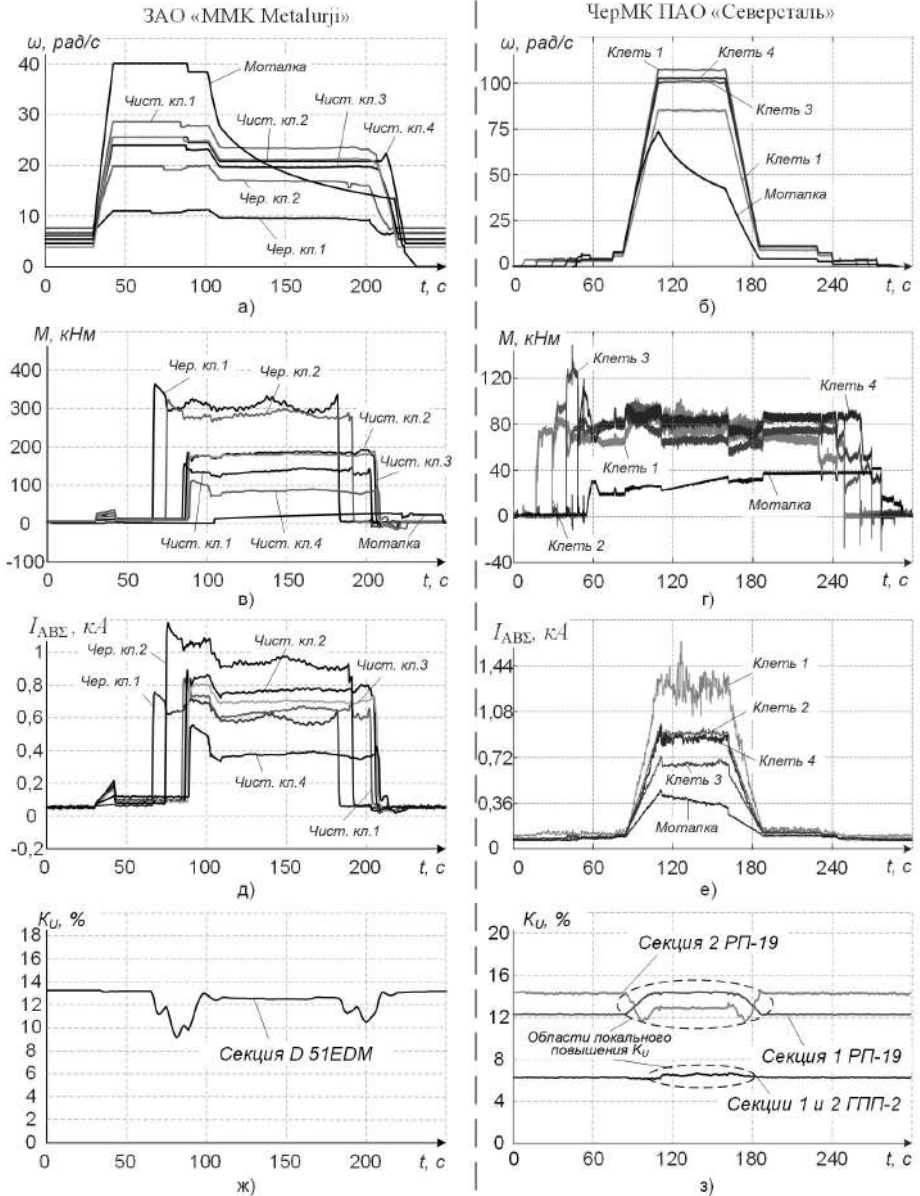 ЗАО «MMK Metalurji»
ЧерМК ПАО «Северсталь»
ω, рад/с
40
30
20
10
0
0 50 100 150 200 t, с
Моталка
Чист. кл.1
Чист. кл.2
Чист. кл.3
Чист. кл.4
Чер. кл.2
Чер. кл.1
а)
ω, рад/с
100
75
50
25
0
0 60 120 180 240 t, с
Клеть 1
Клеть 4
Клеть 3
Клеть 1
Моталка
б)
М, кНм
400
300
200
100
0
-100
0 50 100 150 200 t, с
Чер. кл.1
Чер. кл.2
Чист. кл.2
Чист. кл.3
Чист. кл.1
Чист. кл.4
Моталка
в)
М, кНм
120
80
40
0
-40
0 60 120 180 240 t, с
Клеть 3
Клеть 4
Клеть 1
Моталка
Клеть 2
г)
IАВΣ, кА
1
0,8
0,6
0,4
0,2
0
-0,2
0 50 100 150 200 t, с
Чер. кл.2
Чер. кл.1
Чист. кл.2
Чист. кл.3
Чист. кл.4
Чист. кл.1
д)
IАВΣ, кА
1,44
1,08
0,72
0,36
0
0 60 120 180 240 t, с
Клеть 1
Клеть 2
Клеть 4
Клеть 3
Моталка
е)
КU, %
18
16
14
12
10
8
6
4
2
0
0 50 100 150 200 t, с
Секция D 51EDM
ж)
КU, %
20
16
12
8
4
0
0 60 120 180 240 t, с
Секция 2 РП-19
Области локального
повышения КU
Секция 1 РП-19
Секции 1 и 2 ГПП-2
з)